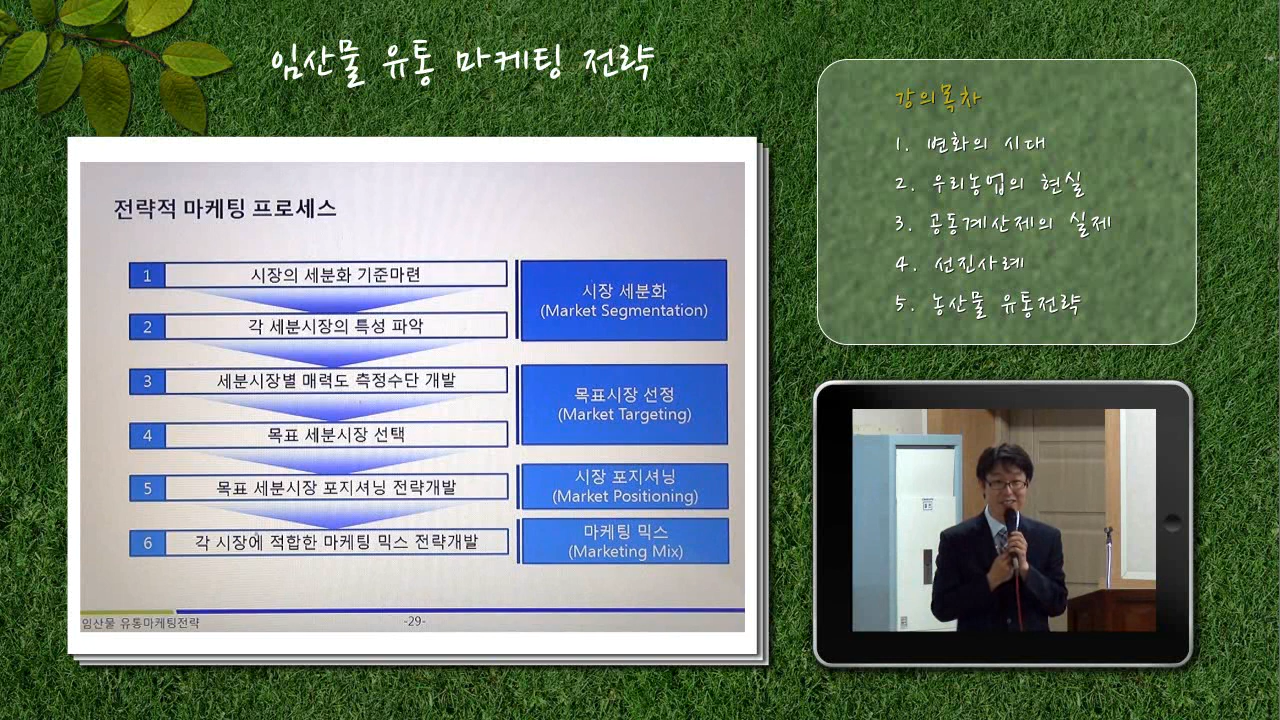 임산물 유통 마케팅 전략
강의목차
1. 변화의 시대
2. 우리농업의 현실
3. 공동계산제의 실제
4. 선진사례
5. 농산물 유통전략
전략적 마케팅 프로세스
1 시장의 세분화 기준마련
2 각 세분시장의 특성 파악
시장 세분화
(Market Segmentation)
3 세분시장별 매력도 측정수단 개발
4 목표 세분시장 선택
목표시장 선정
(Market Targeting)
5 목표 세분시장 포지셔닝 전략개발
시장 포지셔닝
(Market Positioning)
6 각 시장에 적합한 마케팅 믹스 전략개발
마케팅 믹스
(Marketing Mix)
임산물 유통마케팅전략
-29-